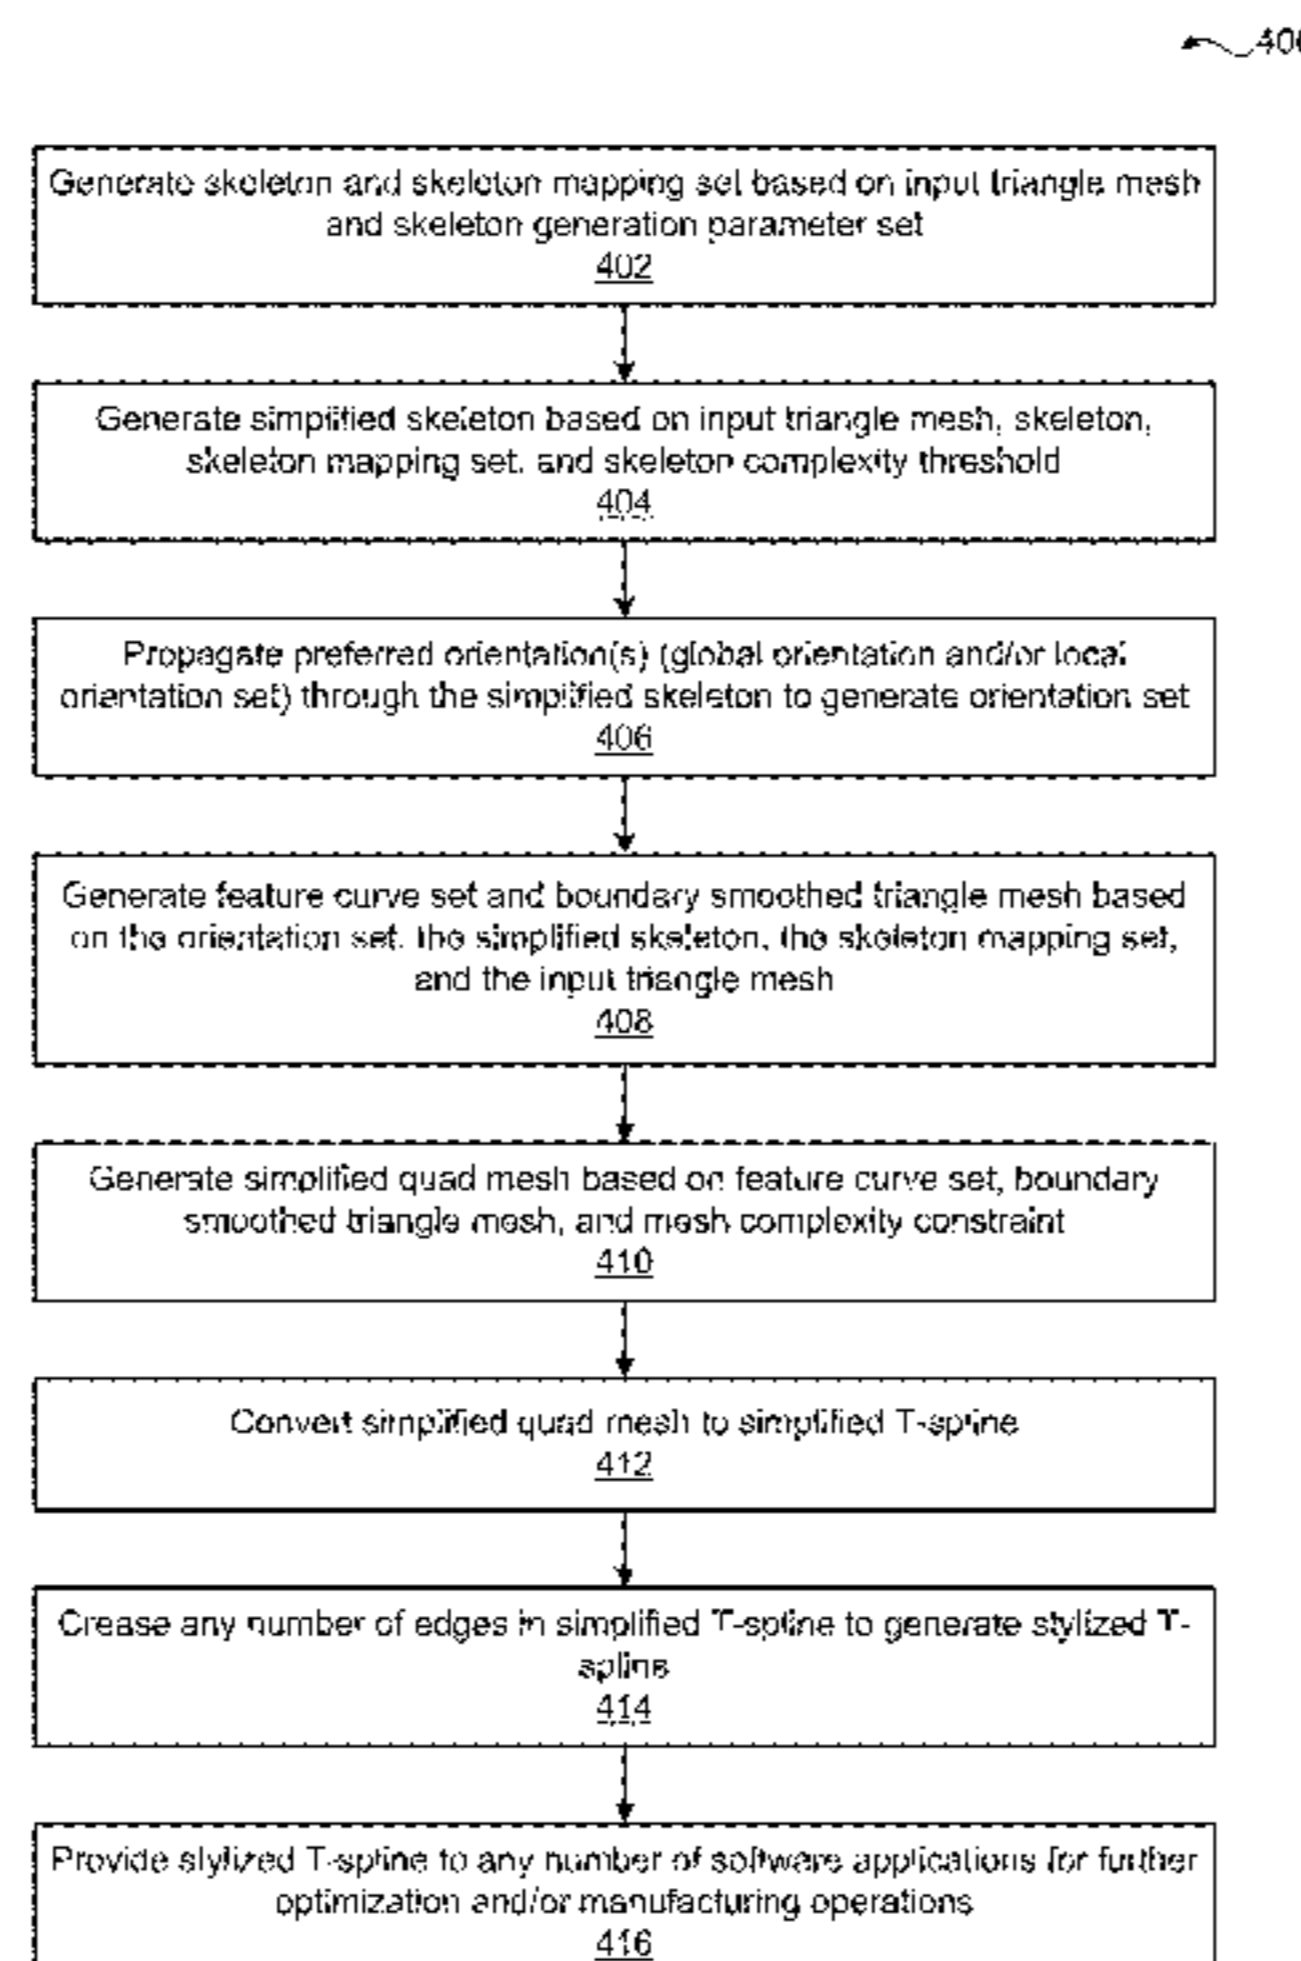 400
Generate skeleton and skeleton mapping set based on input triangle mesh
and skeleton generation parameter set
402
Generate simplified skeleton based on input triangle mesh, skeleton,
skeleton mapping set, and skeleton complexity threshold
404
Propagate preferred orientation(s) (global orientation and/or local
orientation set) through the simplified skeleton to generate orientation set
406
Generate feature curve set and boundary smoothed triangle mesh based
on the orientation set, the simplified skeleton, the skeleton mapping set,
and the input triangle mesh
408
Generate simplified quad mesh based on feature curve set, boundary
smoothed triangle mesh, and mesh complexity constraint
410
Convert simplified quad mesh to simplified T-spline
412
Crease any number of edges in simplified T-spline to generate stylized T-
spline
414
Provide stylized T-spline to any number of software applications for further
optimization and/or manufacturing operations
416